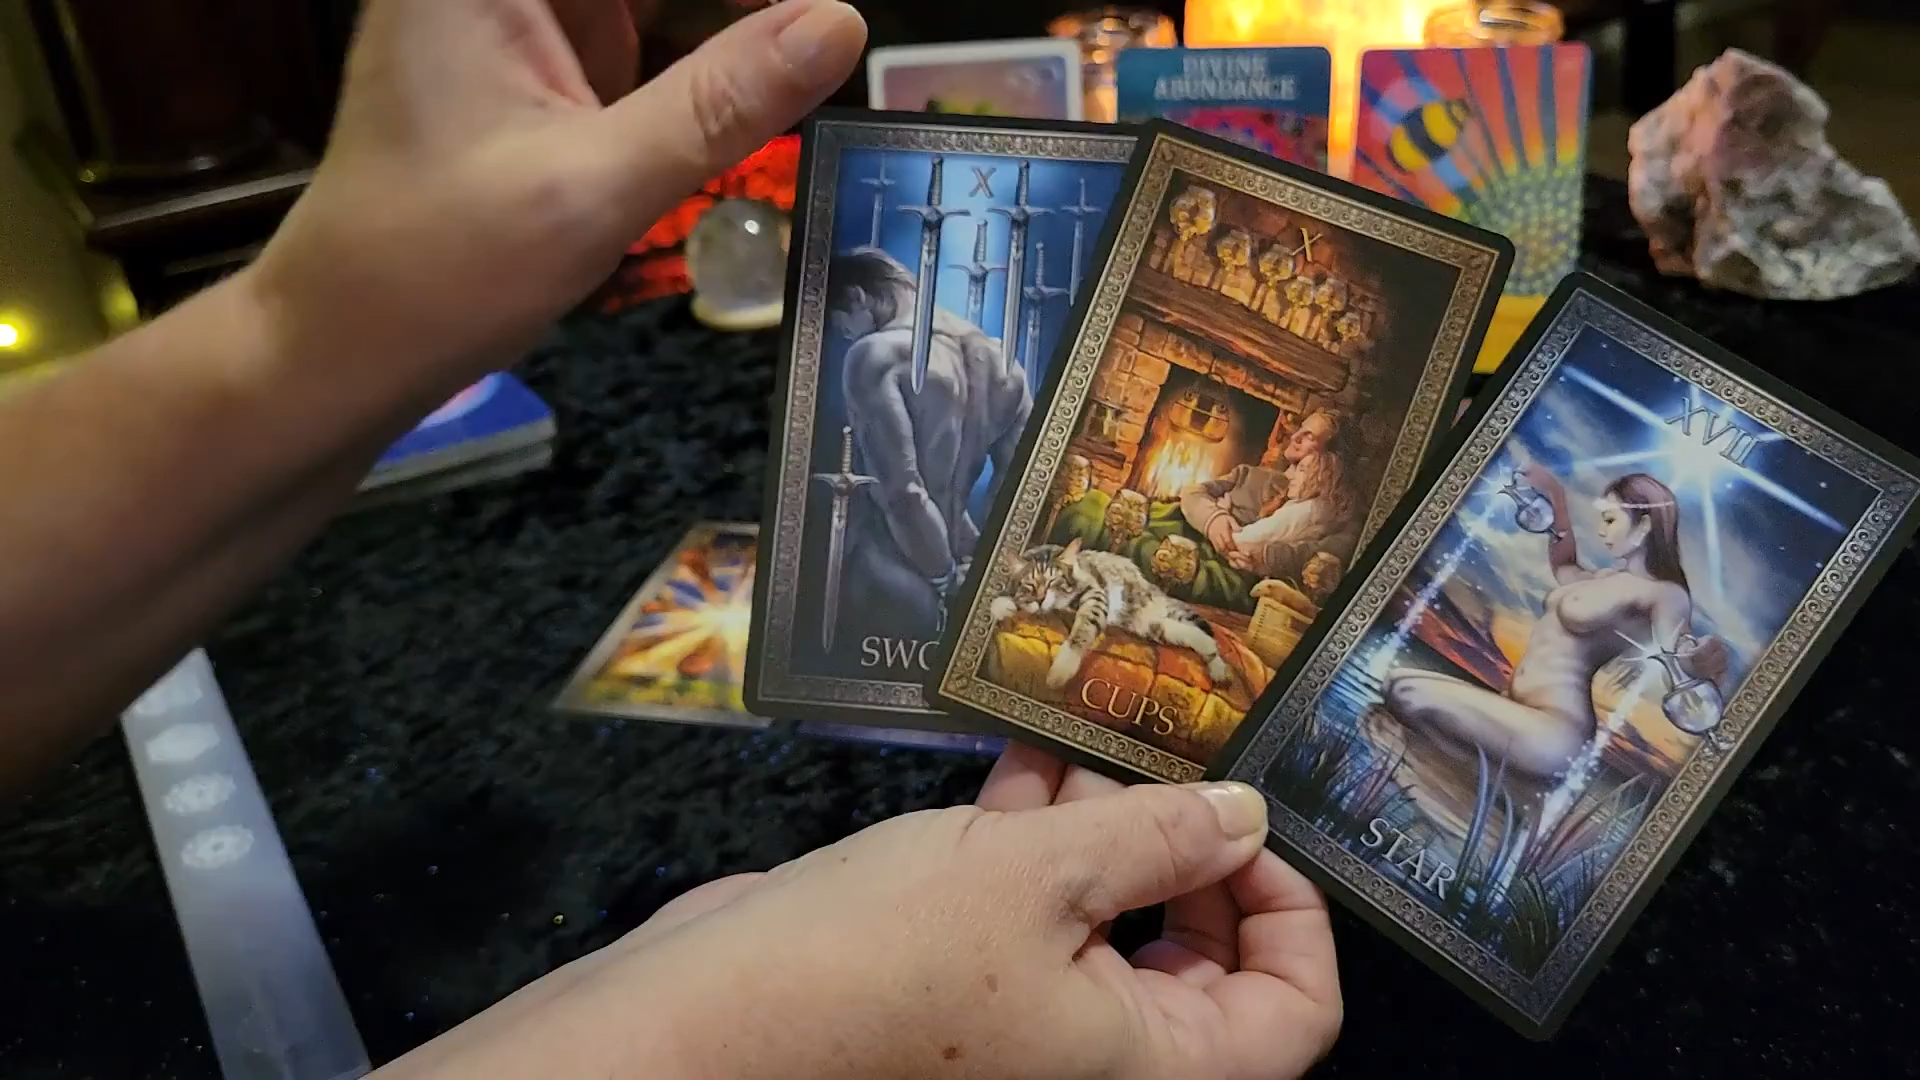 DIVINE
ABUNDANCE
X
SWO
X
CUPS
XVII
STAR